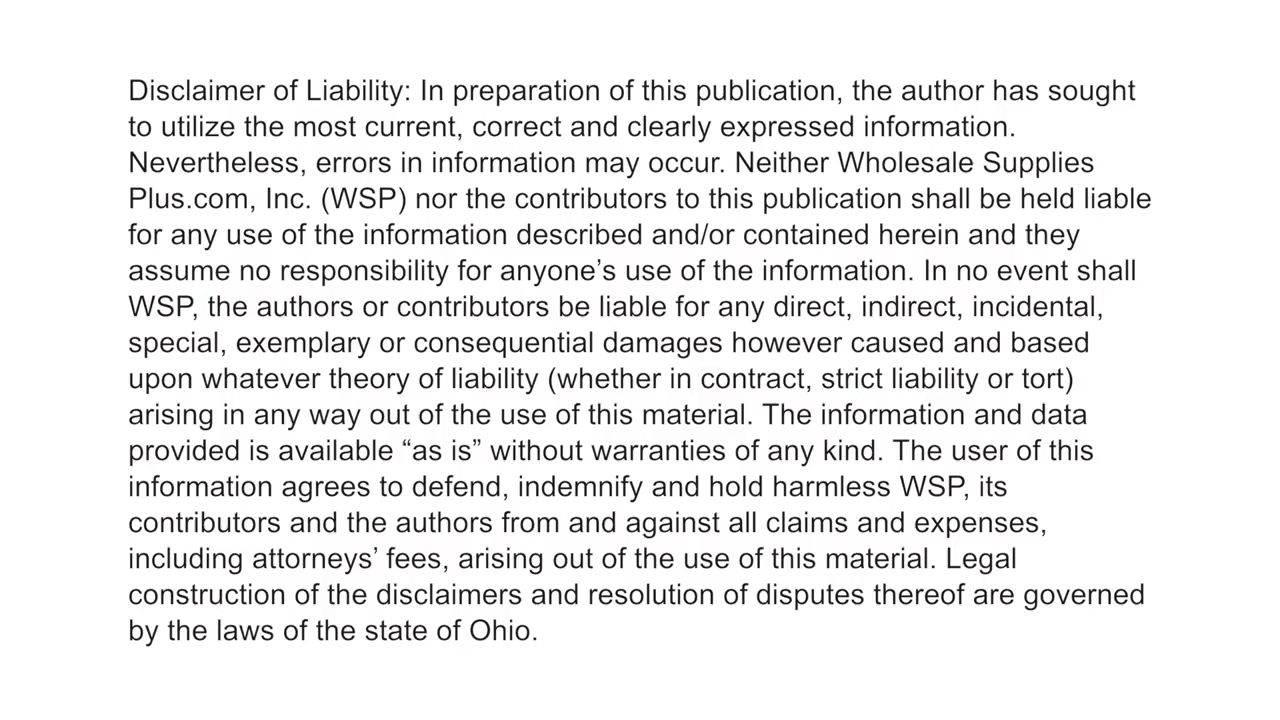 Disclaimer of Liability: In preparation of this publication, the author has sought
to utilize the most current, correct and clearly expressed information.
Nevertheless, errors in information may occur. Neither Wholesale Supplies
Plus.com, Inc. (WSP) nor the contributors to this publication shall be held liable
for any use of the information described and/or contained herein and they
assume no responsibility for anyone’s use of the information. In no event shall
WSP, the authors or contributors be liable for any direct, indirect, incidental,
special, exemplary or consequential damages however caused and based
upon whatever theory of liability (whether in contract, strict liability or tort)
arising in any way out of the use of this material. The information and data
provided is available “as is” without warranties of any kind. The user of this
information agrees to defend, indemnify and hold harmless WSP, its
contributors and the authors from and against all claims and expenses,
including attorneys’ fees, arising out of the use of this material. Legal
construction of the disclaimers and resolution of disputes thereof are governed
by the laws of the state of Ohio.